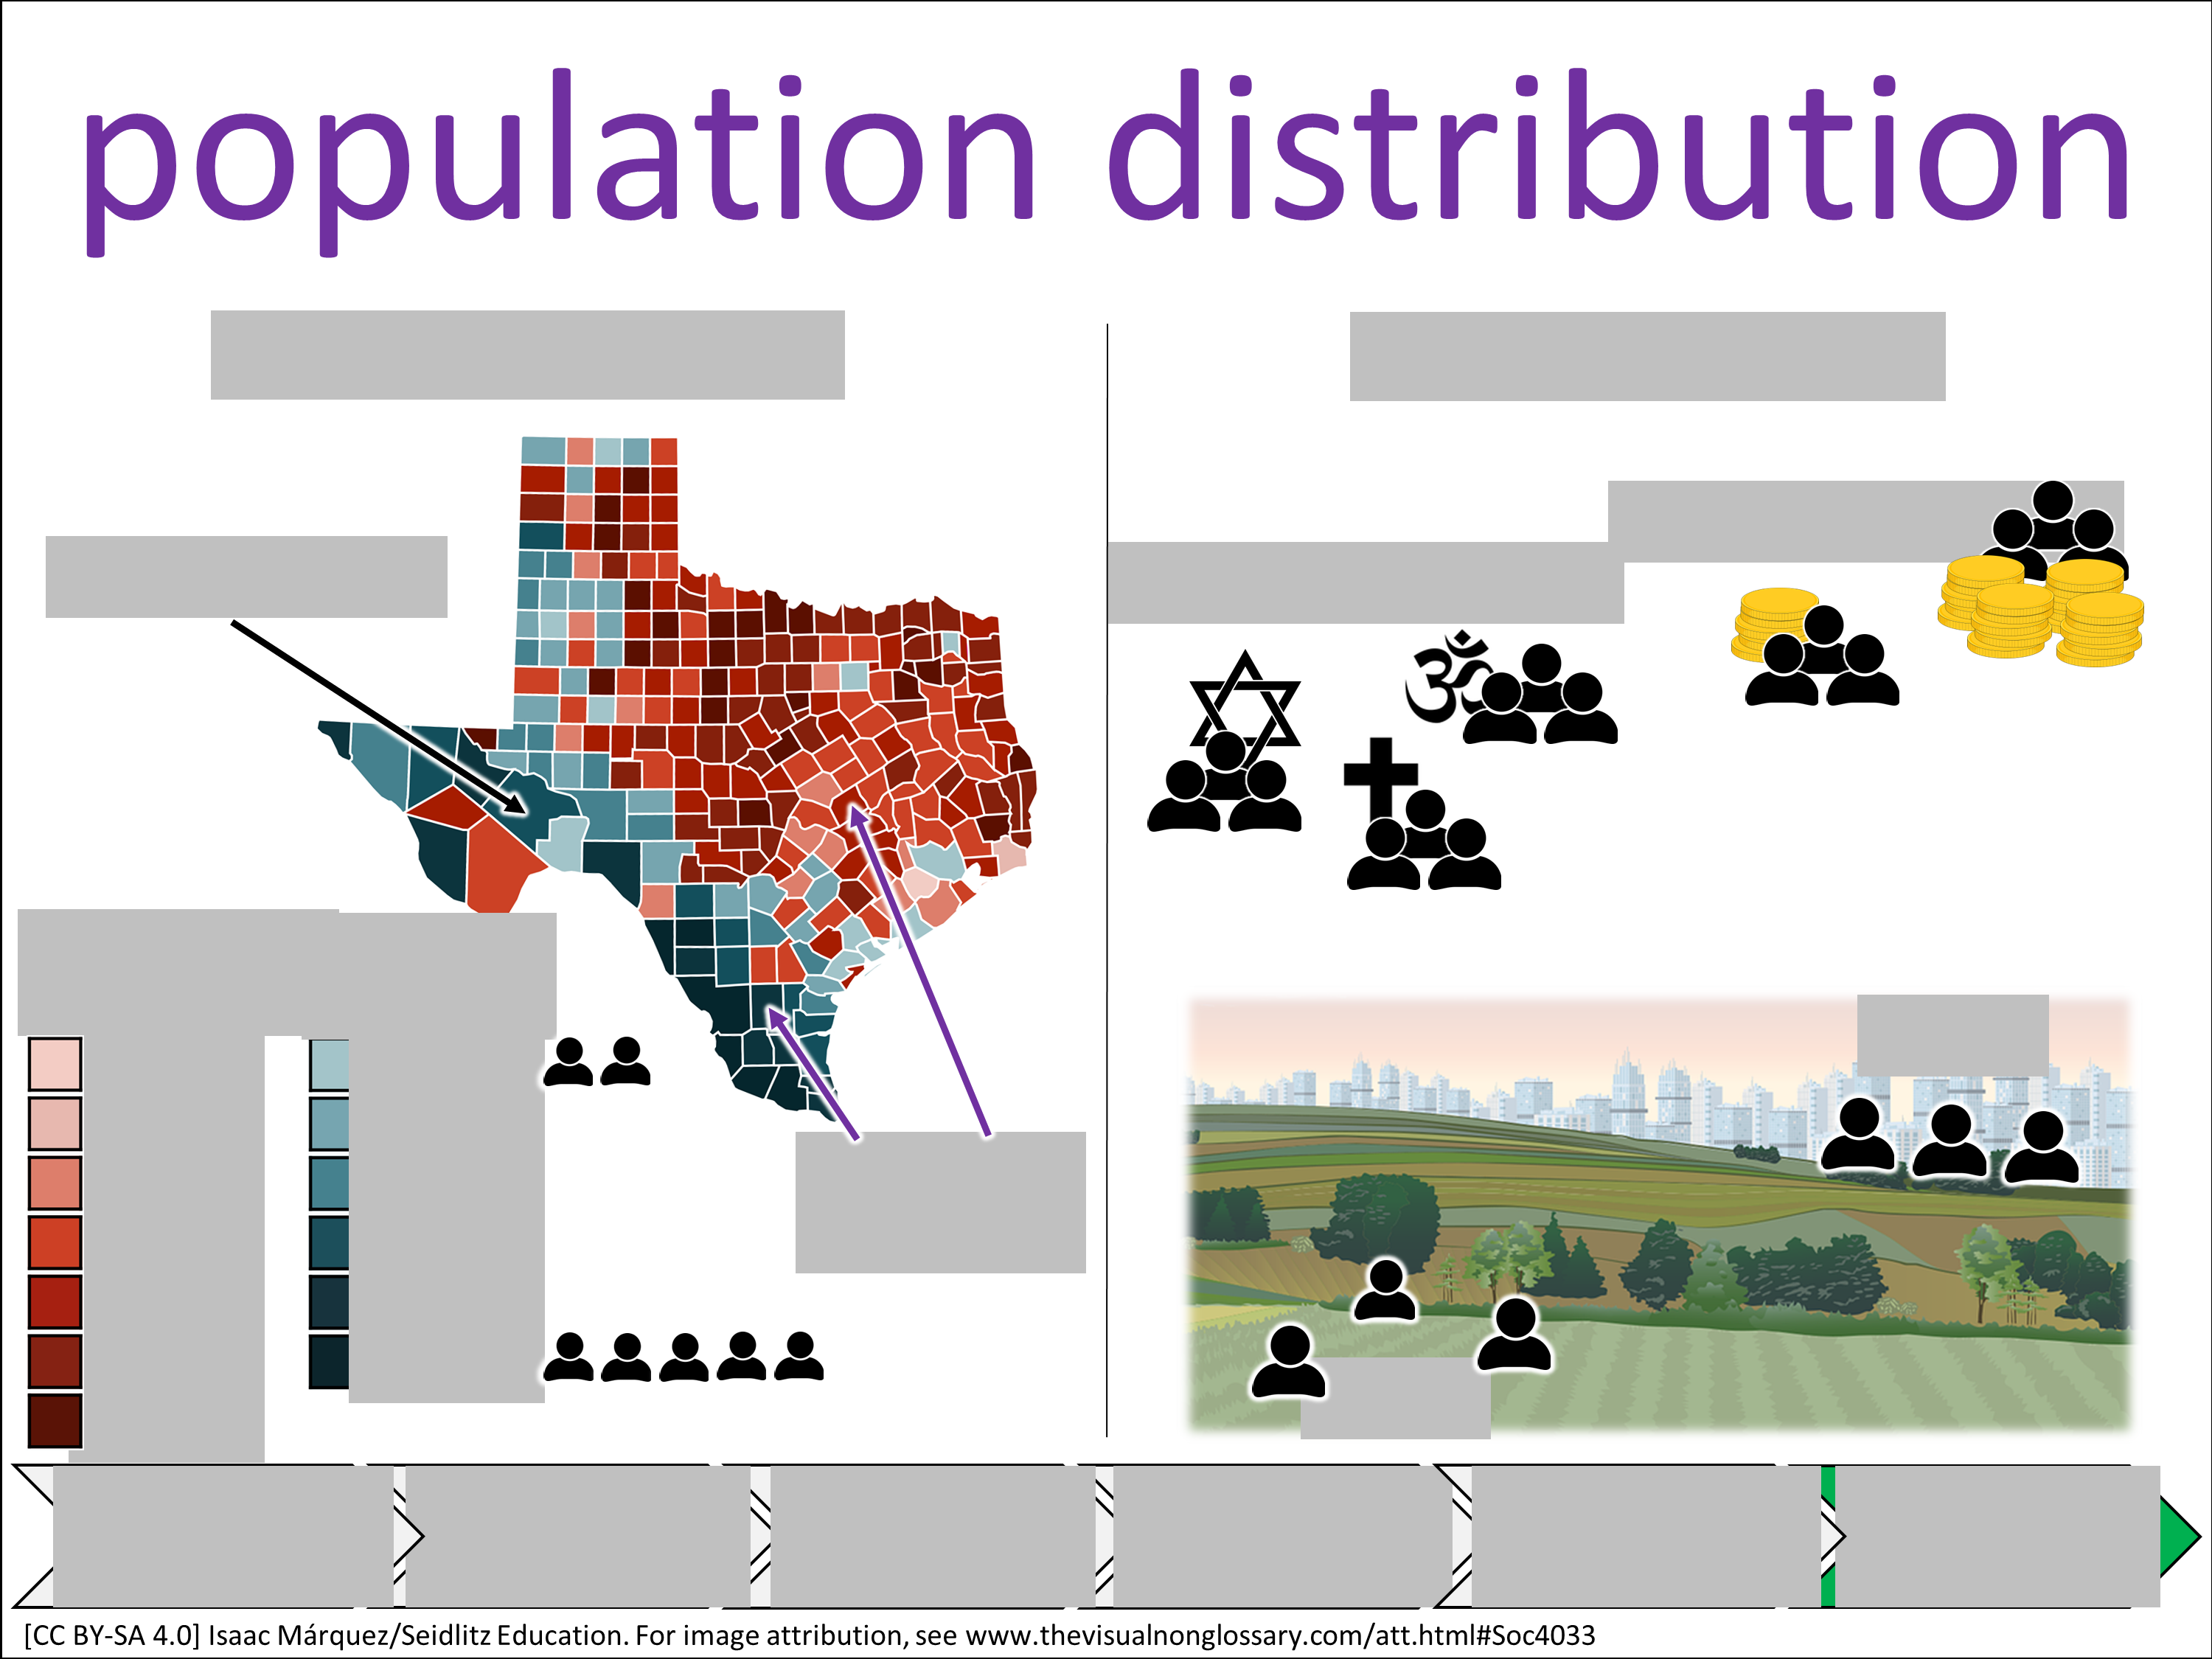 population distribution
[CC BY-SA 4.0] Isaac Márquez/Seidlitz Education. For image attribution, see www.thevisualnonglossary.com/att.html#Soc4033